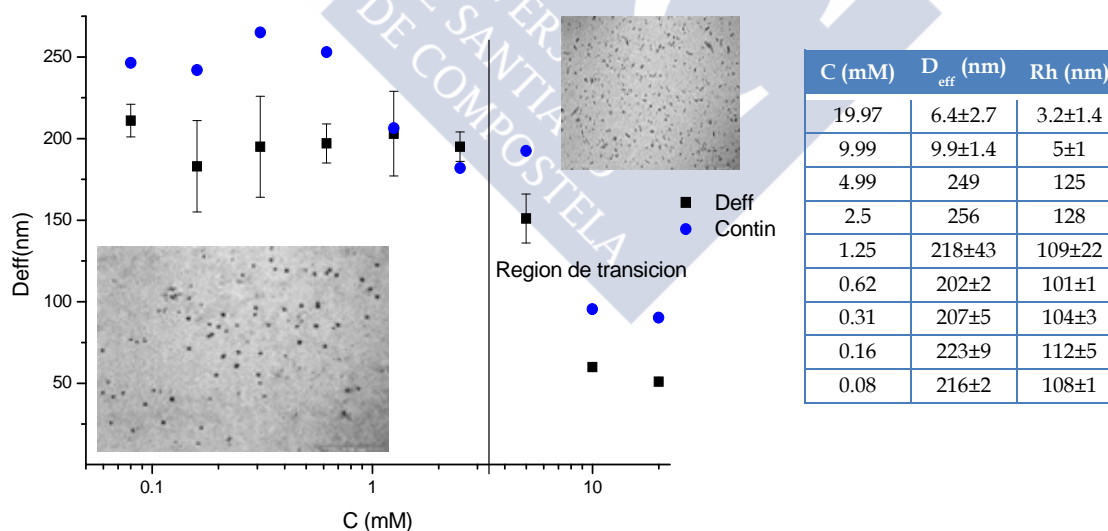 UNIVERSIDADE
DE SANTIAGO
DE COMPOSTELA
250
200
150
100
50
Deff(nm)
0.1
1
10
C (mM)
Deff
Contin
Region de transicion
C (mM) D_eff (nm) Rh (nm)
19.97 6.4±2.7 3.2±1.4
9.99 9.9±1.4 5±1
4.99 249 125
2.5 256 128
1.25 218±43 109±22
0.62 202±2 101±1
0.31 207±5 104±3
0.16 223±9 112±5
0.08 216±2 108±1